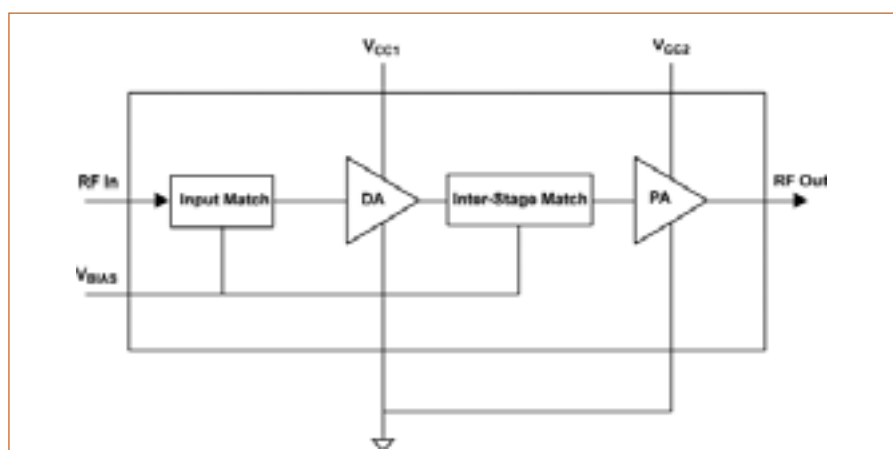 VCC1
VCC2
RF In
Input Match
DA
Inter-Stage Match
PA
RF Out
VBIAS